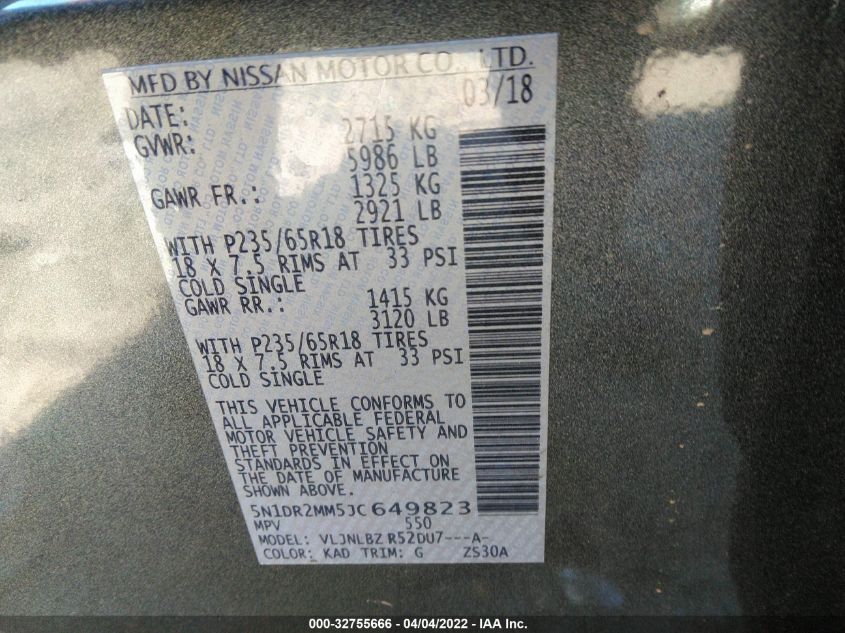 MFD BY NISSAN MOTOR CO., LTD.
DATE: 03/18
GVWR: 2715 KG
5986 LB
GAWR FR.: 1325 KG
2921 LB
WITH P235/65R18 TIRES
18 X 7.5 RIMS AT 33 PSI
COLD SINGLE
GAWR RR.: 1415 KG
3120 LB
WITH P235/65R18 TIRES
18 X 7.5 RIMS AT 33 PSI
COLD SINGLE
THIS VEHICLE CONFORMS TO
ALL APPLICABLE FEDERAL
MOTOR VEHICLE SAFETY AND
THEFT PREVENTION
STANDARDS IN EFFECT ON
THE DATE OF MANUFACTURE
SHOWN ABOVE.
5N1DR2MM5JC649823
MPV 550
MODEL: VLJNLBZ R52DU7---A-
COLOR: KAD TRIM: G ZS30A
000-32755666 - 04/04/2022 - IAA Inc.